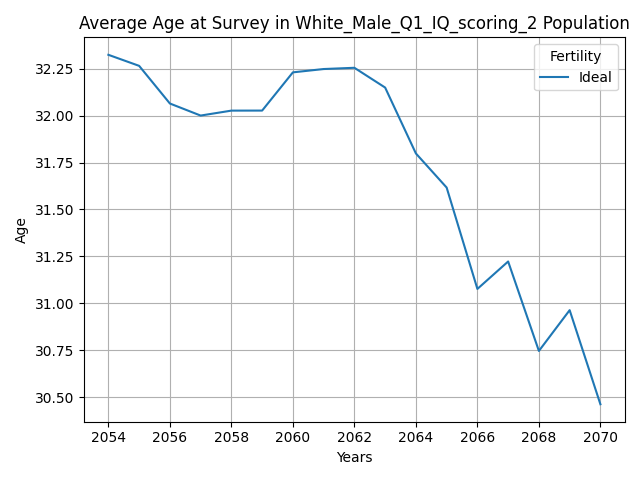 Average Age at Survey in White_Male_Q1_IQ_scoring_2 Population
Fertility
Ideal
32.25
32.00
31.75
31.50
31.25
31.00
30.75
30.50
Age
2054 2056 2058 2060 2062 2064 2066 2068 2070
Years